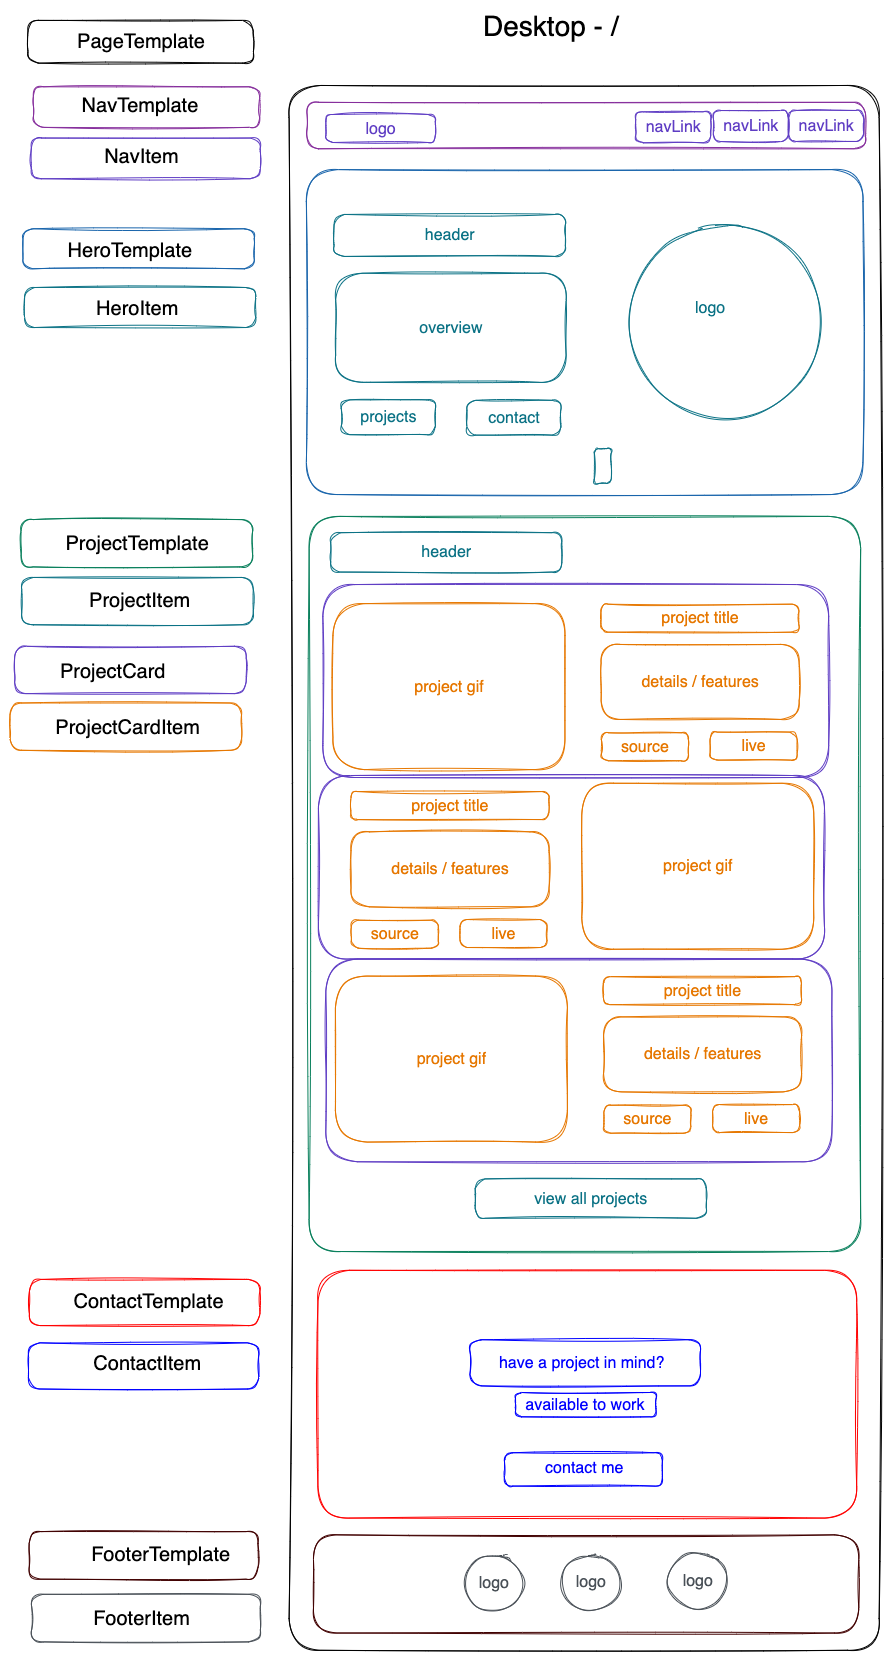 Desktop - /
PageTemplate
NavTemplate
NavItem
HeroTemplate
HeroItem
ProjectTemplate
ProjectItem
ProjectCard
ProjectCardItem
ContactTemplate
ContactItem
FooterTemplate
FooterItem
logo
navLink
navLink
navLink
header
overview
projects
contact
logo
header
project gif
project title
details / features
source
live
project title
details / features
source
live
project gif
project gif
project title
details / features
source
live
view all projects
have a project in mind?
available to work
contact me
logo
logo
logo